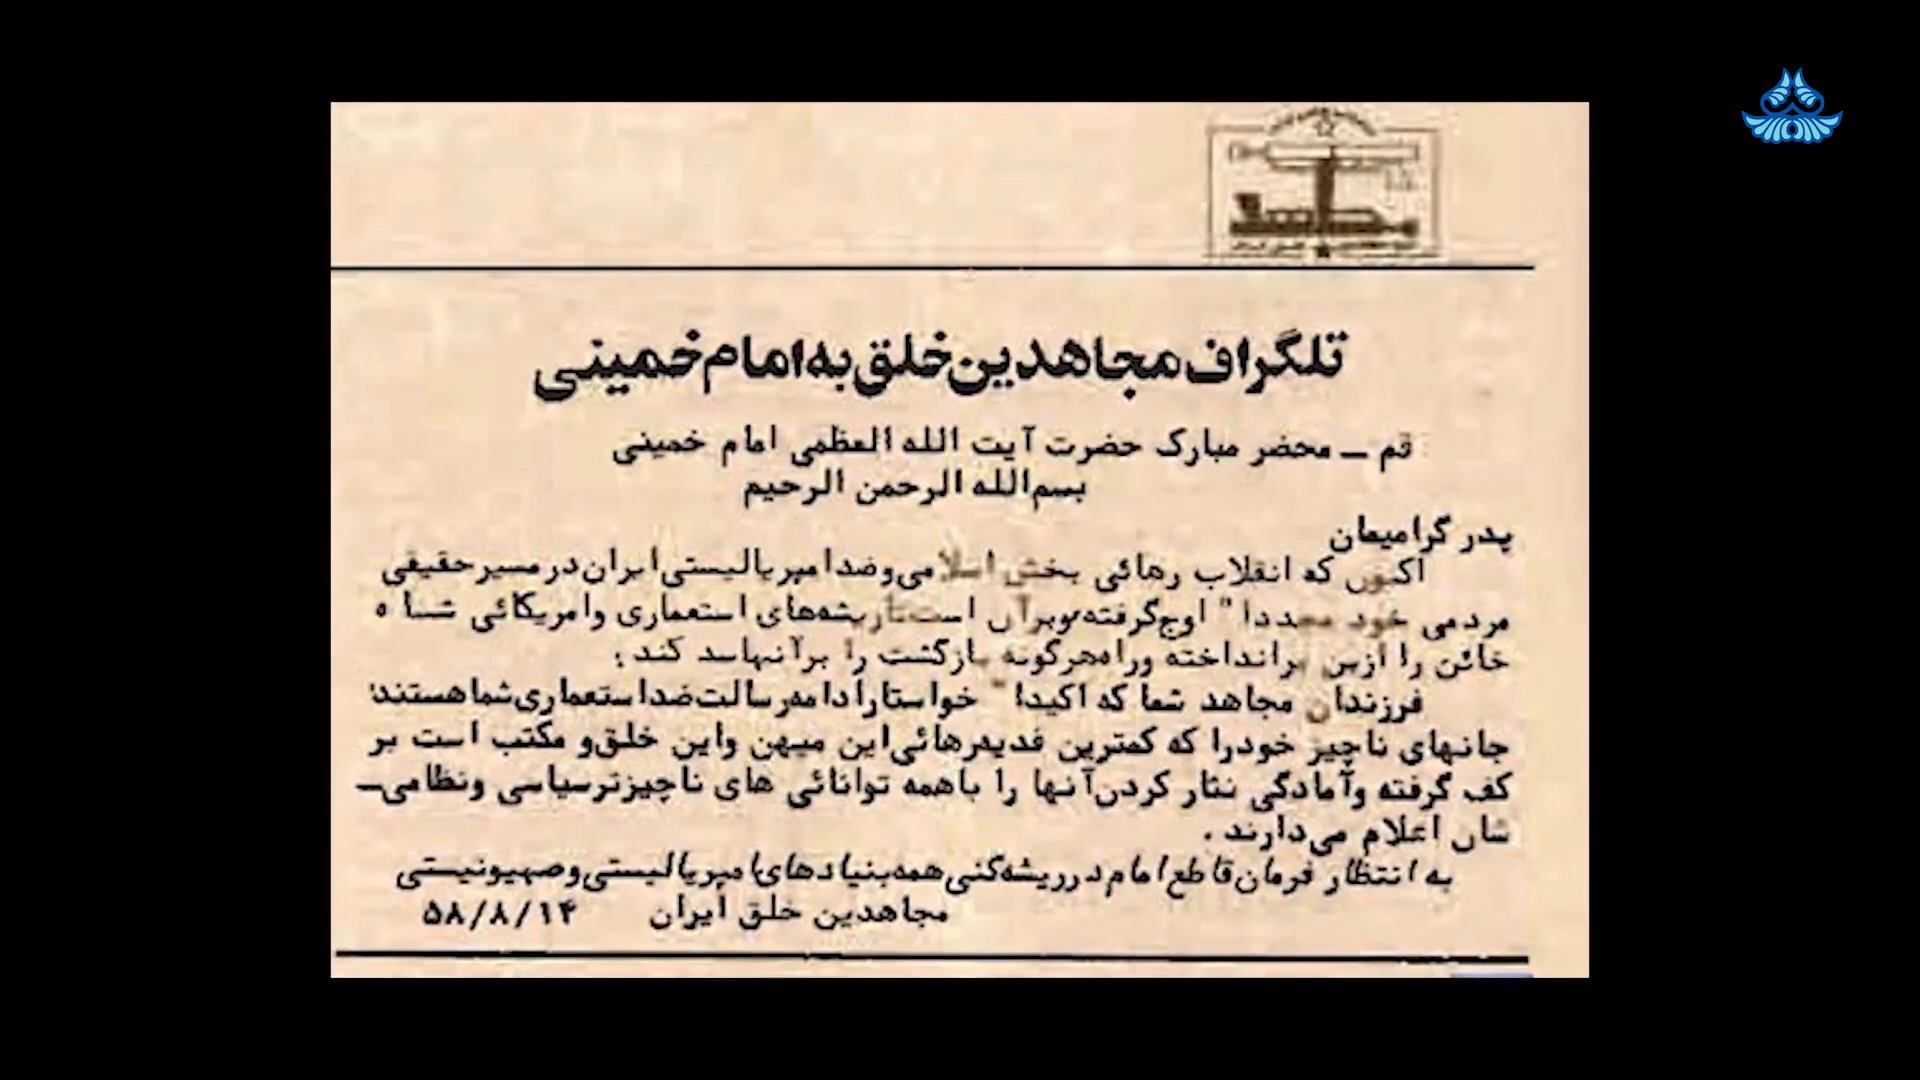 تلگراف مجاهدین خلق به امام خمینی
قم ـ محضر مبارک حضرت آیت الله العظمی امام خمینی
بسم الله الرحمن الرحیم
پدر گرامیمان
اکنون که انقلاب رهائی بخش اسلامی و ضد امپریالیستی ایران در مسیر حقیقی
مردمی خود مجددا" اوج گرفته و برآن است تا ریشه‌های استعماری و امریکائی شاه
خائن را ازبن برانداخته و راه هرگونه بازگشت را برآنها سد کند؛
فرزندان مجاهد شما که اکیدا" خواستار ادامه رسالت ضد استعماری شما هستند
جانهای ناچیز خود را که کمترین فدیه رهائی این میهن و این خلق و مکتب است بر
کف گرفته و آمادگی نثار کردن آنها را با همه توانائی های ناچیزتر سیاسی و نظامی‌ـ
شان اعلام می‌دارند .
به انتظار فرمان قاطع امام در ریشه‌کنی همه بنیادهای امپریالیستی و صهیونیستی
مجاهدین خلق ایران ۵۸/۸/۱۴